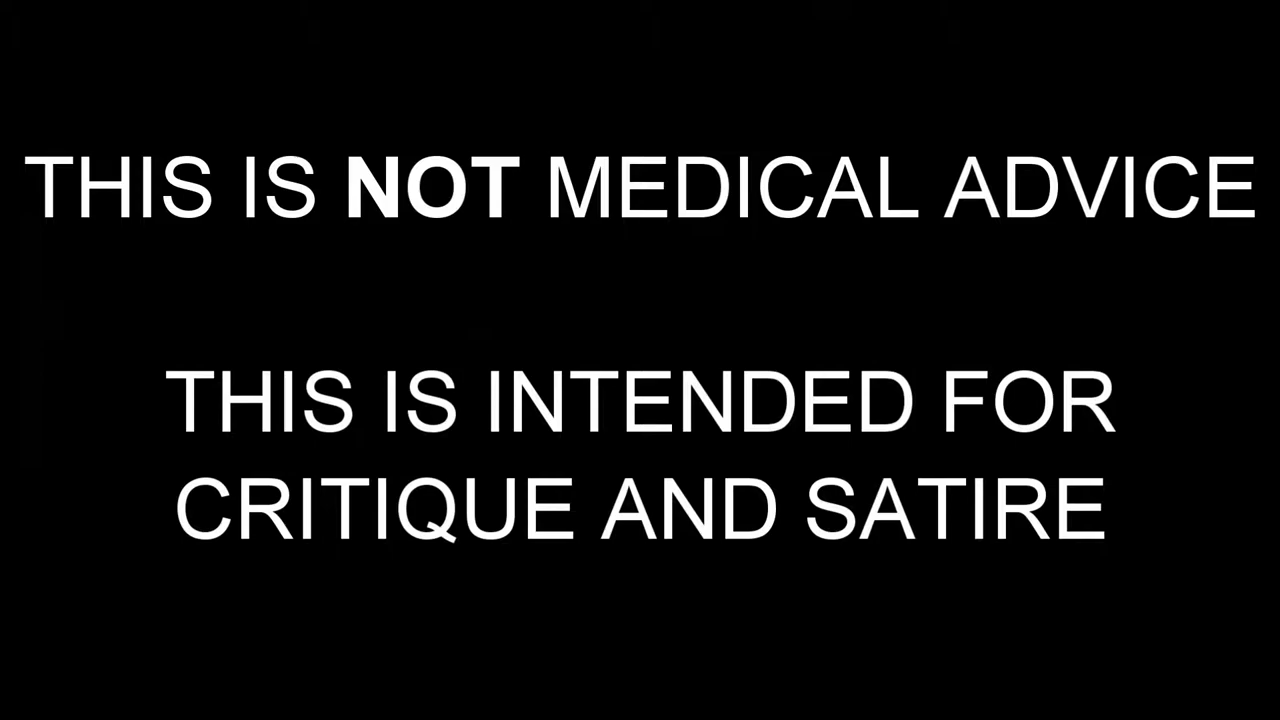 THIS IS NOT MEDICAL ADVICE
THIS IS INTENDED FOR
CRITIQUE AND SATIRE